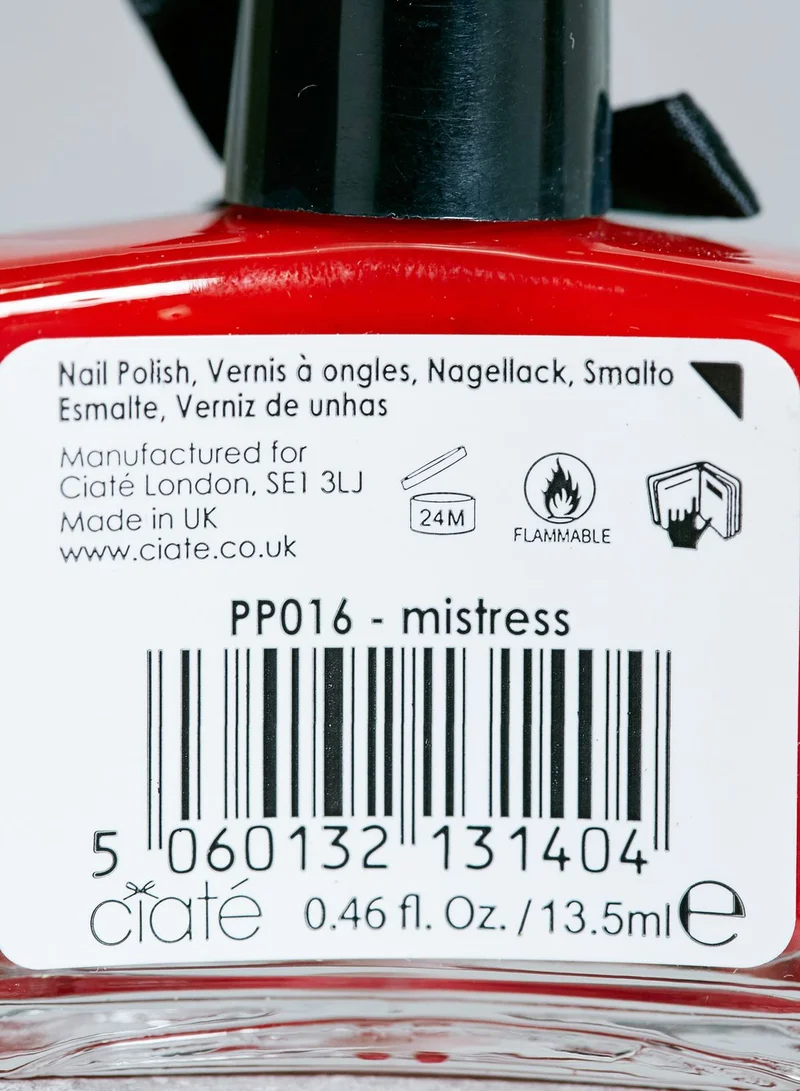 Nail Polish, Vernis à ongles, Nagellack, Smalto
Esmalte, Verniz de unhas
Manufactured for
Ciaté London, SE1 3LJ
Made in UK
www.ciate.co.uk
24M
FLAMMABLE
PP016 - mistress
5 060132 131404
ciaté 0.46 fl. Oz. / 13.5ml ℮